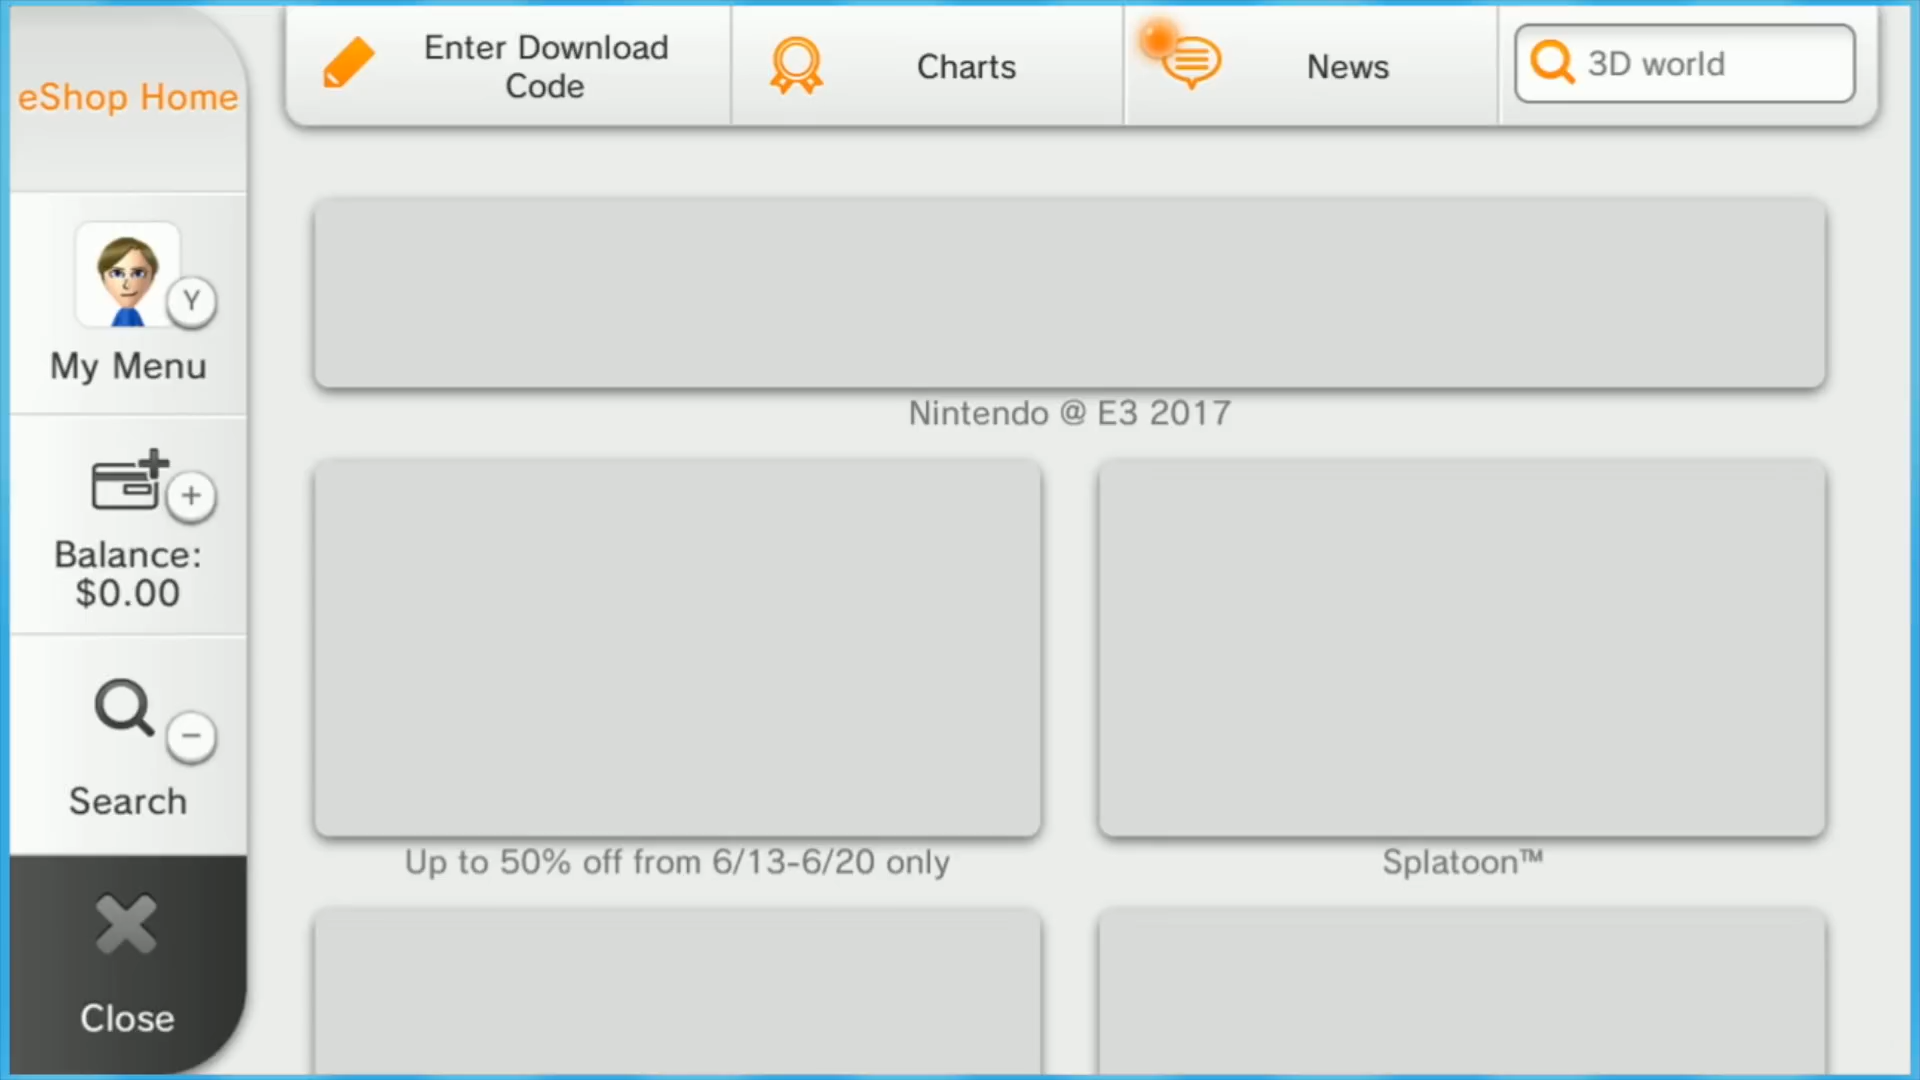 eShop Home
Enter Download
Code
Charts
News
3D world
Y
My Menu
+
Balance:
$0.00
-
Search
Close
Nintendo @ E3 2017
Up to 50% off from 6/13-6/20 only
Splatoon™